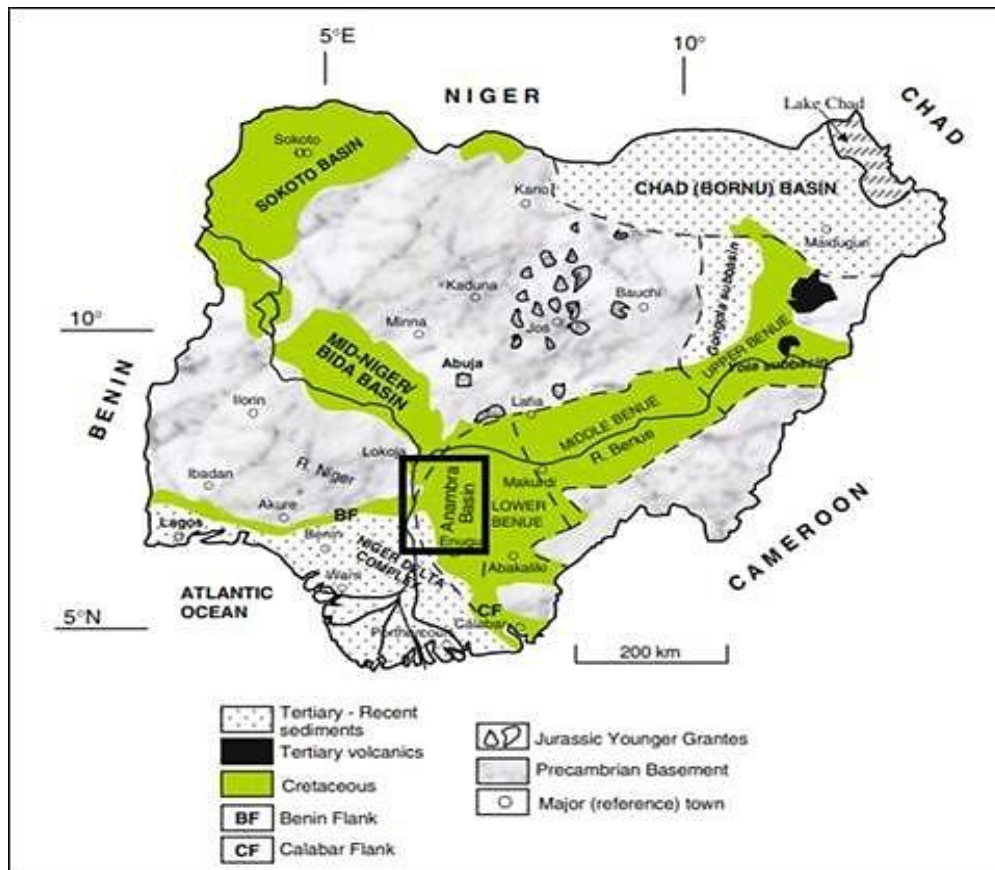 5°E
10°
NIGER
Lake Chad
CHAD
Sokoto
SOKOTO BASIN
Kano
CHAD (BORNU) BASIN
Maiduguri
Kaduna
Bauchi
Gongola subbasin
Minna
Jos
10°
UPPER BENUE
Yola subbasin
MID-NIGER/
BIDA BASIN
Abuja
BENIN
Ilorin
Lafia
MIDDLE BENUE
R. Benue
Lokoja
R. Niger
Ibadan
Makurdi
Anambra
Basin
LOWER
BENUE
Akure
BF
Lagos
Enugu
Benin
Abakaliki
CAMEROON
NIGER DELTA
COMPLEX
Warri
ATLANTIC
OCEAN
CF
Calabar
5°N
200 km
Tertiary - Recent
sediments
Tertiary volcanics
Cretaceous
BF Benin Flank
CF Calabar Flank
Jurassic Younger Grantes
Precambrian Basement
Major (reference) town